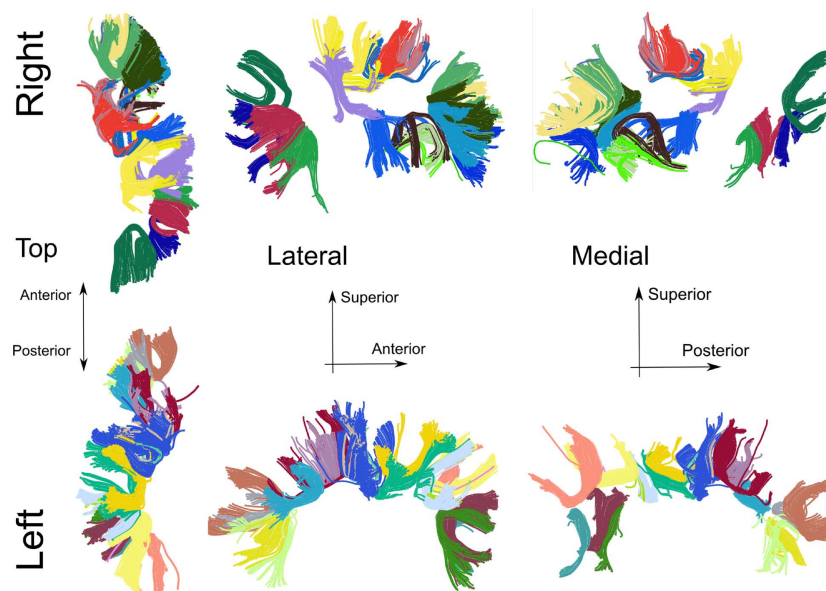 Right
Top
Lateral
Medial
Anterior
Posterior
Superior
Anterior
Superior
Posterior
Left